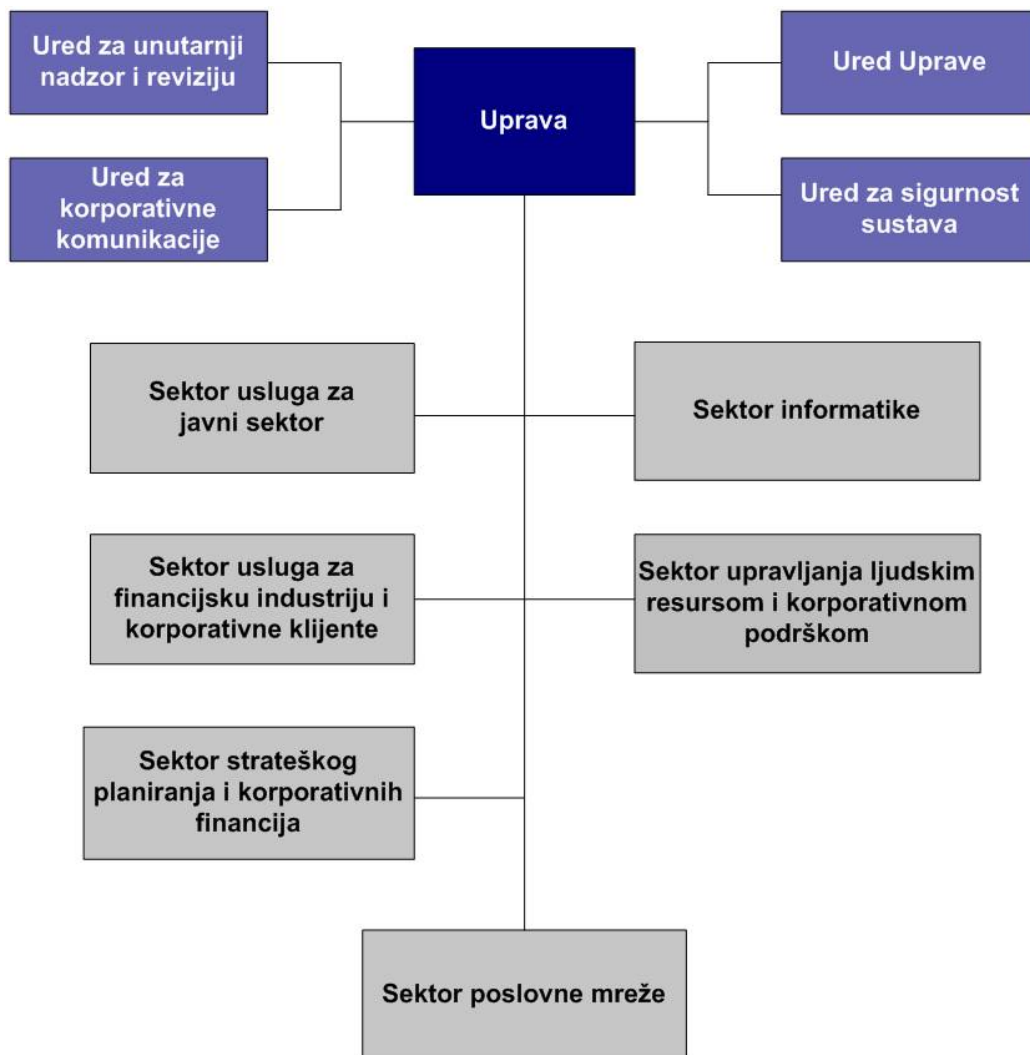 Ured za unutarnji
nadzor i reviziju
Uprava
Ured Uprave
Ured za
korporativne
komunikacije
Ured za sigurnost
sustava
Sektor usluga za
javni sektor
Sektor informatike
Sektor usluga za
financijsku industriju i
korporativne klijente
Sektor upravljanja ljudskim
resursom i korporativnom
podrškom
Sektor strateškog
planiranja i korporativnih
financija
Sektor poslovne mreže